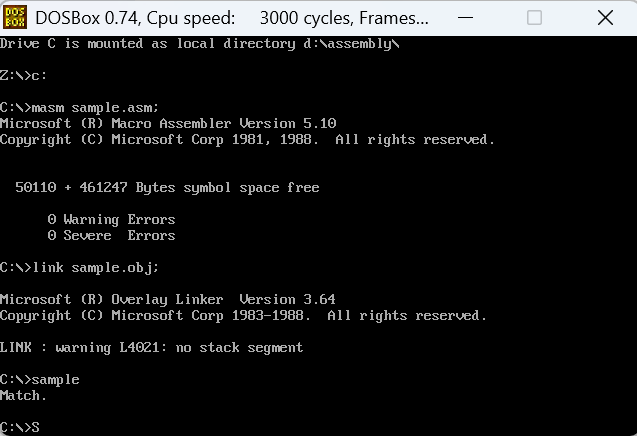 DOS BOX
DOSBox 0.74, Cpu speed: 3000 cycles, Frames...
Drive C is mounted as local directory d:\assembly\
Z:\>c:
C:\>masm sample.asm;
Microsoft (R) Macro Assembler Version 5.10
Copyright (C) Microsoft Corp 1981, 1988.  All rights reserved.
50110 + 461247 Bytes symbol space free
0 Warning Errors
0 Severe  Errors
C:\>link sample.obj;
Microsoft (R) Overlay Linker  Version 3.64
Copyright (C) Microsoft Corp 1983-1988.  All rights reserved.
LINK : warning L4021: no stack segment
C:\>sample
Match.
C:\>S